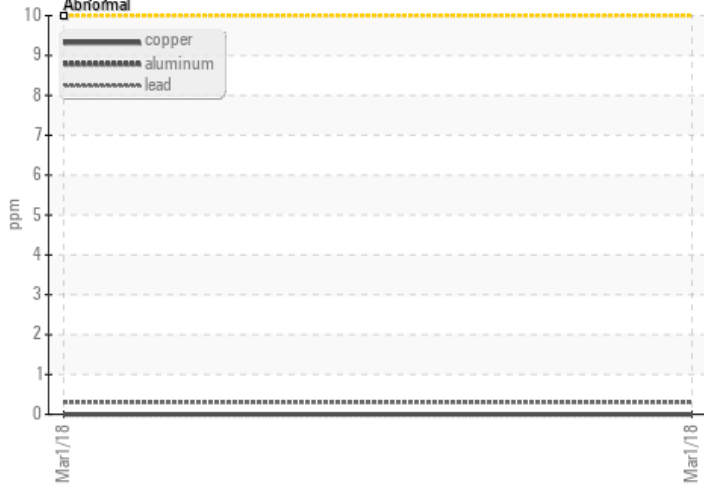 Abnormal
10
9
8
7
6
5
4
3
2
1
0
ppm
copper
aluminum
lead
Mar1/18
Mar1/18